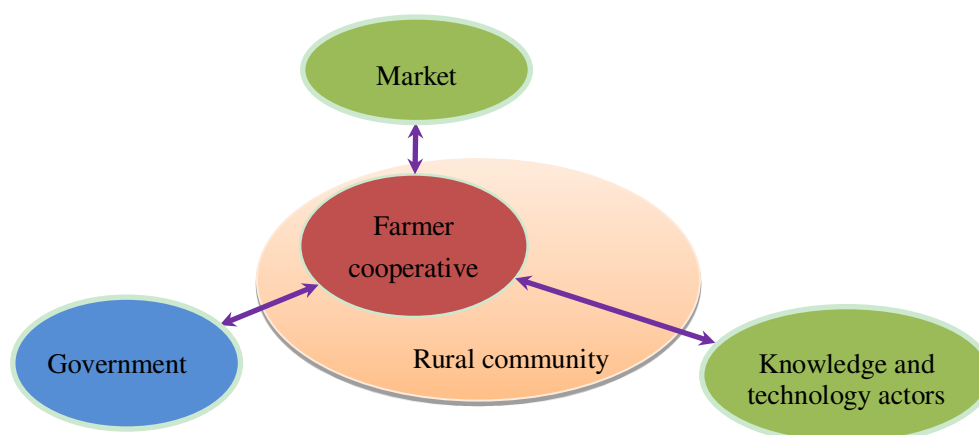 Market
Farmer
cooperative
Government
Rural community
Knowledge and
technology actors